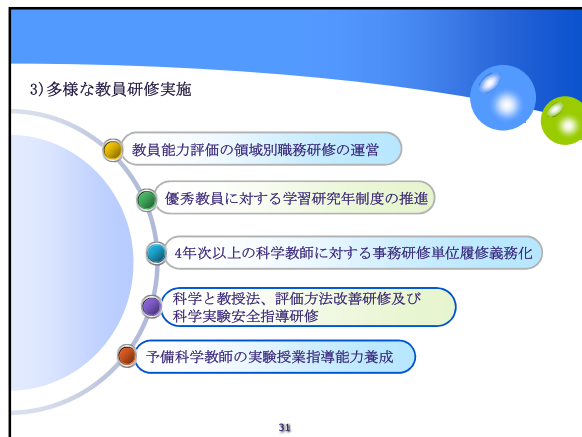 3)多様な教員研修実施
教員能力評価の領域別職務研修の運営
優秀教員に対する学習研究年制度の推進
4年次以上の科学教師に対する事務研修単位履修義務化
科学と教授法、評価方法改善研修及び
科学実験安全指導研修
予備科学教師の実験授業指導能力養成
31